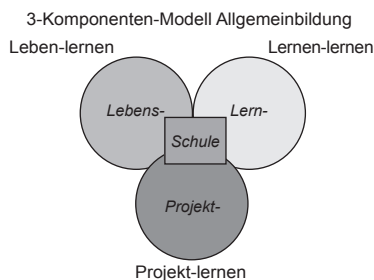 3-Komponenten-Modell Allgemeinbildung
Leben-lernen Lernen-lernen
Lebens- Lern-
Schule
Projekt-
Projekt-lernen